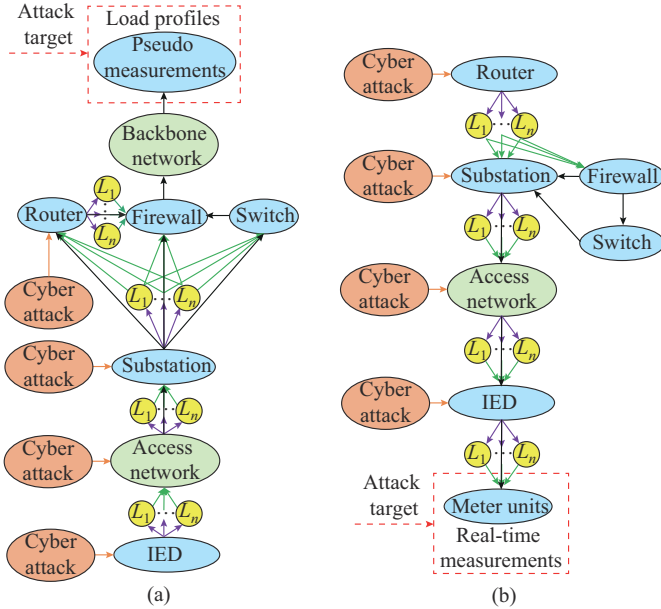 Attack
target
Load profiles
Pseudo
measurements
Backbone
network
Router
L1
⋮
Ln
Firewall
Switch
Cyber
attack
L1 ··· Ln
Cyber
attack
Substation
L1 ··· Ln
Cyber
attack
Access
network
L1 ··· Ln
Cyber
attack
IED
(a)
Cyber
attack
Router
L1 ··· Ln
Cyber
attack
Substation
Firewall
Switch
L1 ··· Ln
Cyber
attack
Access
network
L1 ··· Ln
Cyber
attack
IED
L1 ··· Ln
Attack
target
Meter units
Real-time
measurements
(b)